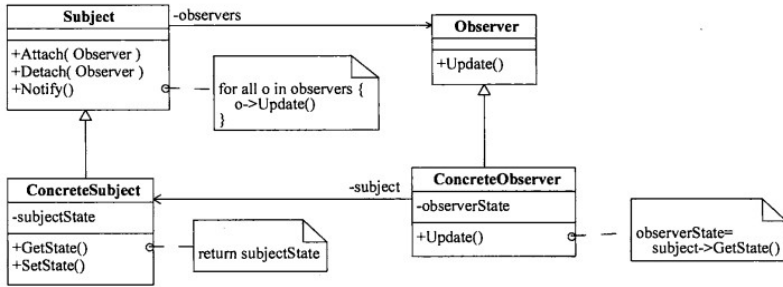 Subject
-observers
+Attach( Observer )
+Detach( Observer )
+Notify()
for all o in observers {
o->Update()
}
Observer
+Update()
ConcreteSubject
-subjectState
+GetState()
+SetState()
return subjectState
-subject
ConcreteObserver
-observerState
+Update()
observerState=
subject->GetState()